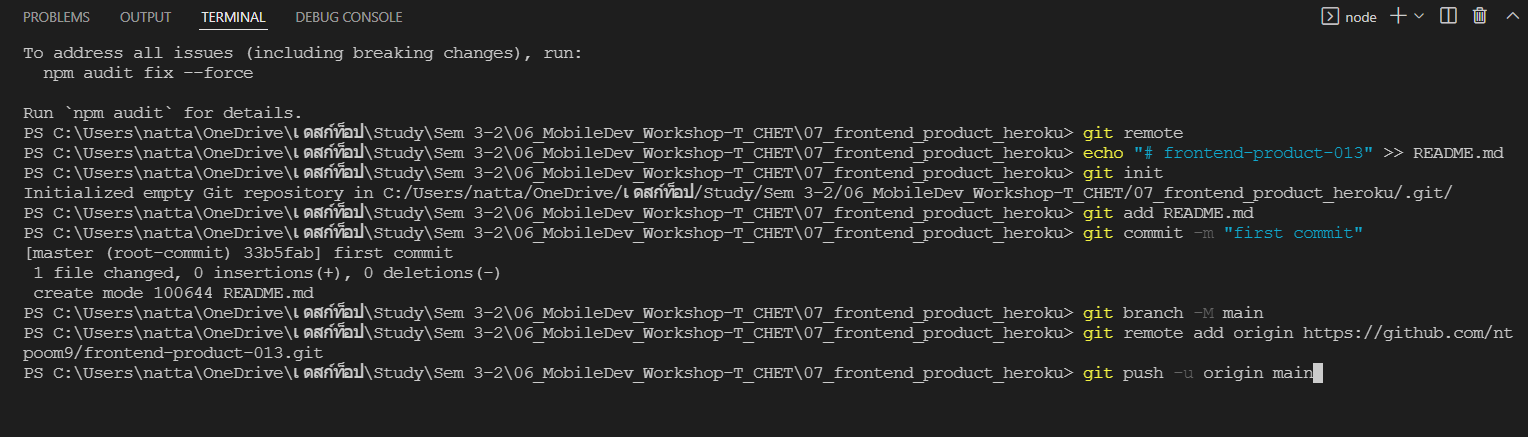 PROBLEMS OUTPUT TERMINAL DEBUG CONSOLE node
To address all issues (including breaking changes), run:
  npm audit fix --force
Run `npm audit` for details.
PS C:\Users\natta\OneDrive\เดสก์ท็อป\Study\Sem 3-2\06_MobileDev_Workshop-T_CHET\07_frontend_product_heroku> git remote
PS C:\Users\natta\OneDrive\เดสก์ท็อป\Study\Sem 3-2\06_MobileDev_Workshop-T_CHET\07_frontend_product_heroku> echo "# frontend-product-013" >> README.md
PS C:\Users\natta\OneDrive\เดสก์ท็อป\Study\Sem 3-2\06_MobileDev_Workshop-T_CHET\07_frontend_product_heroku> git init
Initialized empty Git repository in C:/Users/natta/OneDrive/เดสก์ท็อป/Study/Sem 3-2/06_MobileDev_Workshop-T_CHET/07_frontend_product_heroku/.git/
PS C:\Users\natta\OneDrive\เดสก์ท็อป\Study\Sem 3-2\06_MobileDev_Workshop-T_CHET\07_frontend_product_heroku> git add README.md
PS C:\Users\natta\OneDrive\เดสก์ท็อป\Study\Sem 3-2\06_MobileDev_Workshop-T_CHET\07_frontend_product_heroku> git commit -m "first commit"
[master (root-commit) 33b5fab] first commit
 1 file changed, 0 insertions(+), 0 deletions(-)
 create mode 100644 README.md
PS C:\Users\natta\OneDrive\เดสก์ท็อป\Study\Sem 3-2\06_MobileDev_Workshop-T_CHET\07_frontend_product_heroku> git branch -M main
PS C:\Users\natta\OneDrive\เดสก์ท็อป\Study\Sem 3-2\06_MobileDev_Workshop-T_CHET\07_frontend_product_heroku> git remote add origin https://github.com/nt
poom9/frontend-product-013.git
PS C:\Users\natta\OneDrive\เดสก์ท็อป\Study\Sem 3-2\06_MobileDev_Workshop-T_CHET\07_frontend_product_heroku> git push -u origin main